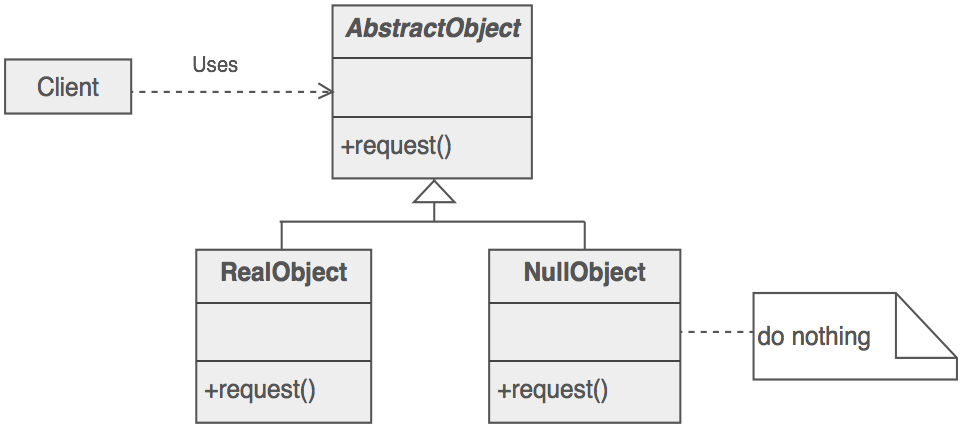 AbstractObject
Uses
Client
+request()
RealObject
NullObject
do nothing
+request()
+request()